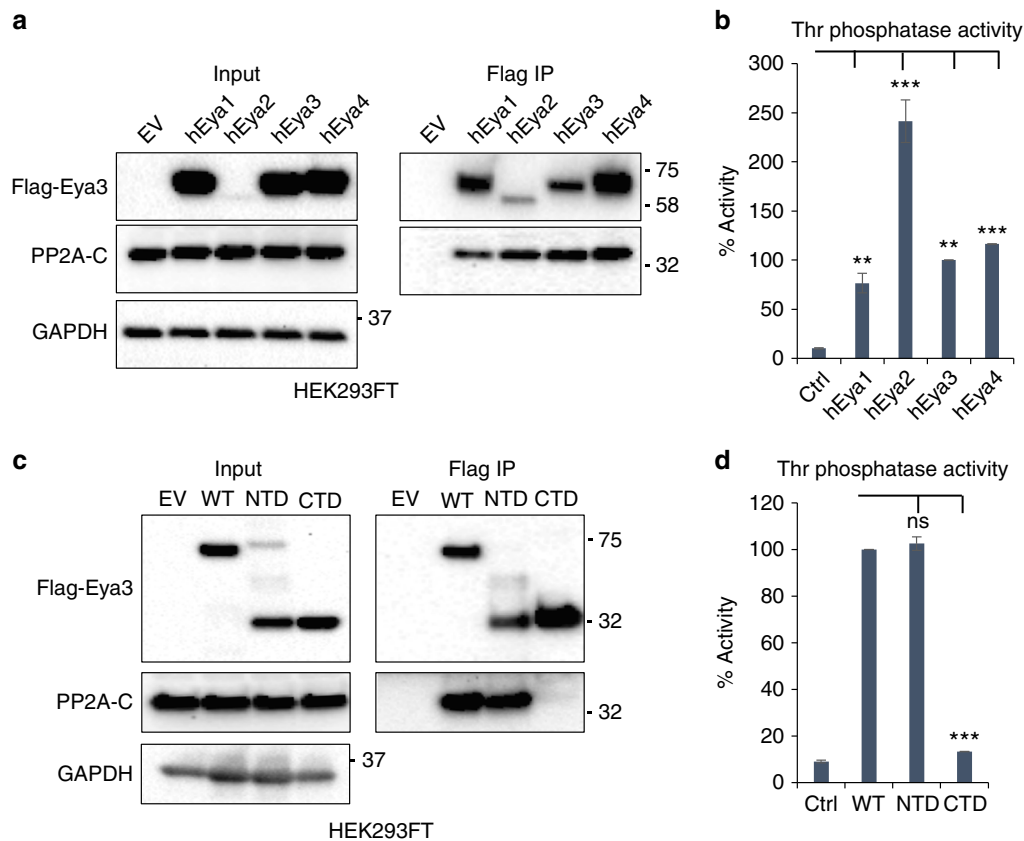 a
Input
Flag IP
EV hEya1 hEya2 hEya3 hEya4
EV hEya1 hEya2 hEya3 hEya4
Flag-Eya3
- 75
- 58
PP2A-C
- 32
GAPDH
- 37
HEK293FT
b
Thr phosphatase activity
% Activity
300
250
200
150
100
50
0
**
***
**
***
Ctrl hEya1 hEya2 hEya3 hEya4
c
Input
Flag IP
EV WT NTD CTD
EV WT NTD CTD
Flag-Eya3
- 75
- 32
PP2A-C
- 32
GAPDH
- 37
HEK293FT
d
Thr phosphatase activity
% Activity
120
100
80
60
40
20
0
ns
***
Ctrl WT NTD CTD